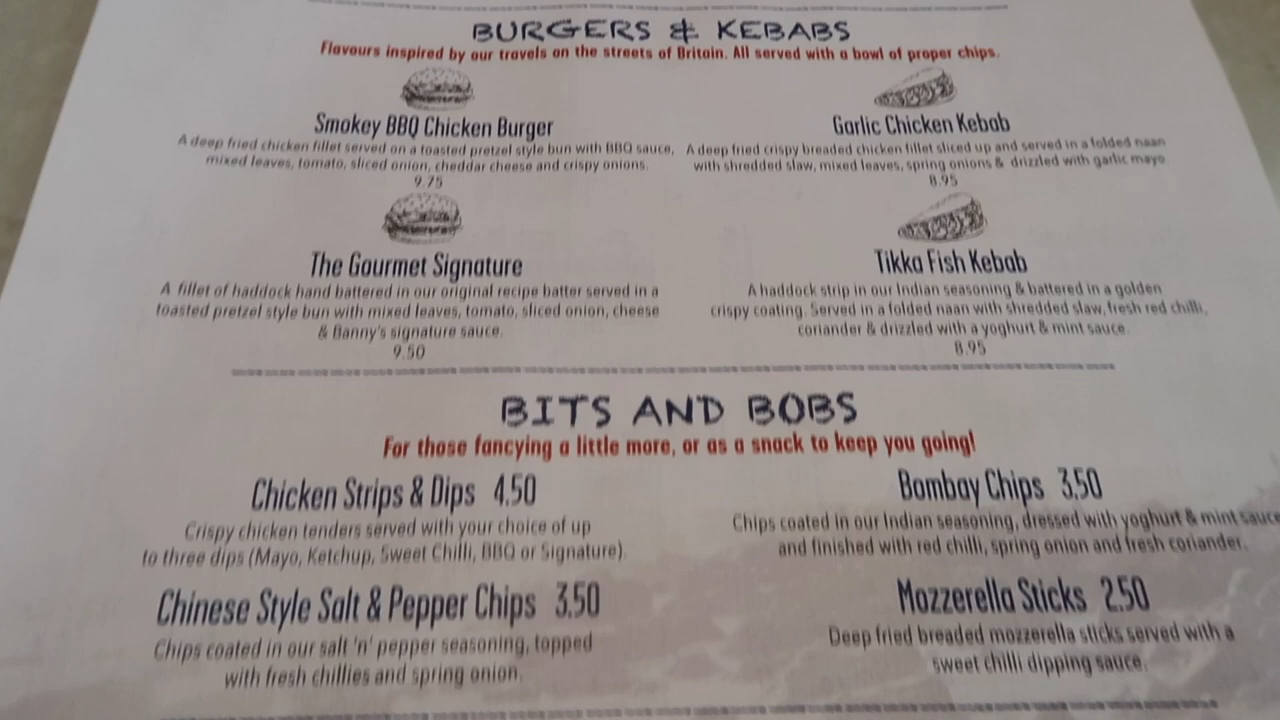 BURGERS & KEBABS
Flavours inspired by our travels on the streets of Britain. All served with a bowl of proper chips.
Smokey BBQ Chicken Burger
A deep fried chicken fillet served on a toasted pretzel style bun with BBQ sauce,
mixed leaves, tomato, sliced onion, cheddar cheese and crispy onions.
9.75
Garlic Chicken Kebab
A deep fried crispy breaded chicken fillet sliced up and served in a folded naan
with shredded slaw, mixed leaves, spring onions & drizzled with garlic mayo.
8.95
The Gourmet Signature
A fillet of haddock hand battered in our original recipe batter served in a
toasted pretzel style bun with mixed leaves, tomato, sliced onion, cheese
& Danny's signature sauce.
9.50
Tikka Fish Kebab
A haddock strip in our Indian seasoning & battered in a golden
crispy coating. Served in a folded naan with shredded slaw, fresh red chilli,
coriander & drizzled with a yoghurt & mint sauce.
8.95
BITS AND BOBS
For those fancying a little more, or as a snack to keep you going!
Chicken Strips & Dips 4.50
Crispy chicken tenders served with your choice of up
to three dips (Mayo, Ketchup, Sweet Chilli, BBQ or Signature).
Bombay Chips 3.50
Chips coated in our Indian seasoning, dressed with yoghurt & mint sauce
and finished with red chilli, spring onion and fresh coriander.
Chinese Style Salt & Pepper Chips 3.50
Chips coated in our salt 'n' pepper seasoning, topped
with fresh chillies and spring onion.
Mozzerella Sticks 2.50
Deep fried breaded mozzerella sticks served with a
sweet chilli dipping sauce.